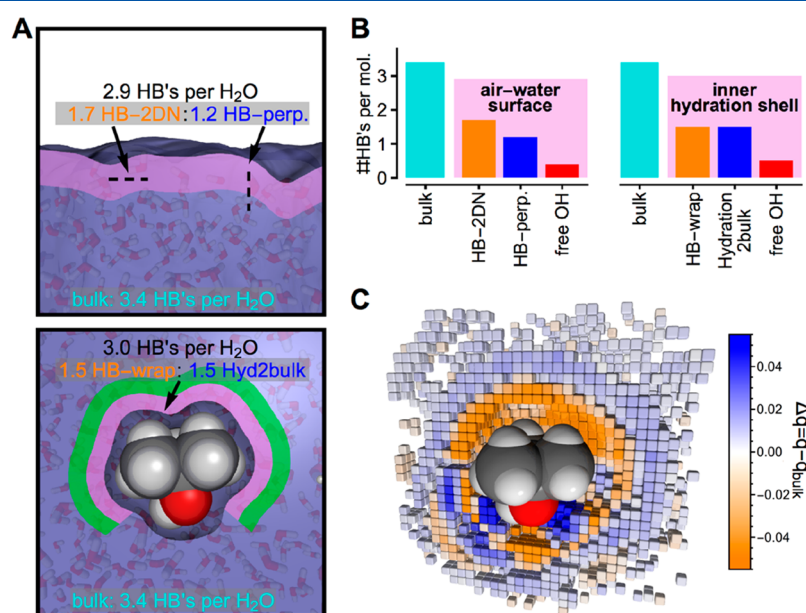 A
2.9 HB's per H₂O
1.7 HB-2DN:1.2 HB-perp.
bulk: 3.4 HB's per H₂O
3.0 HB's per H₂O
1.5 HB-wrap: 1.5 Hyd2bulk
bulk: 3.4 HB's per H₂O
B
#HB's per mol.
3
2
1
0
air-water
surface
bulk
HB-2DN
HB-perp.
free OH
inner
hydration shell
bulk
HB-wrap
Hydration
2bulk
free OH
C
0.04
0.02
0.00
-0.02
-0.04
Δq=q-qbulk